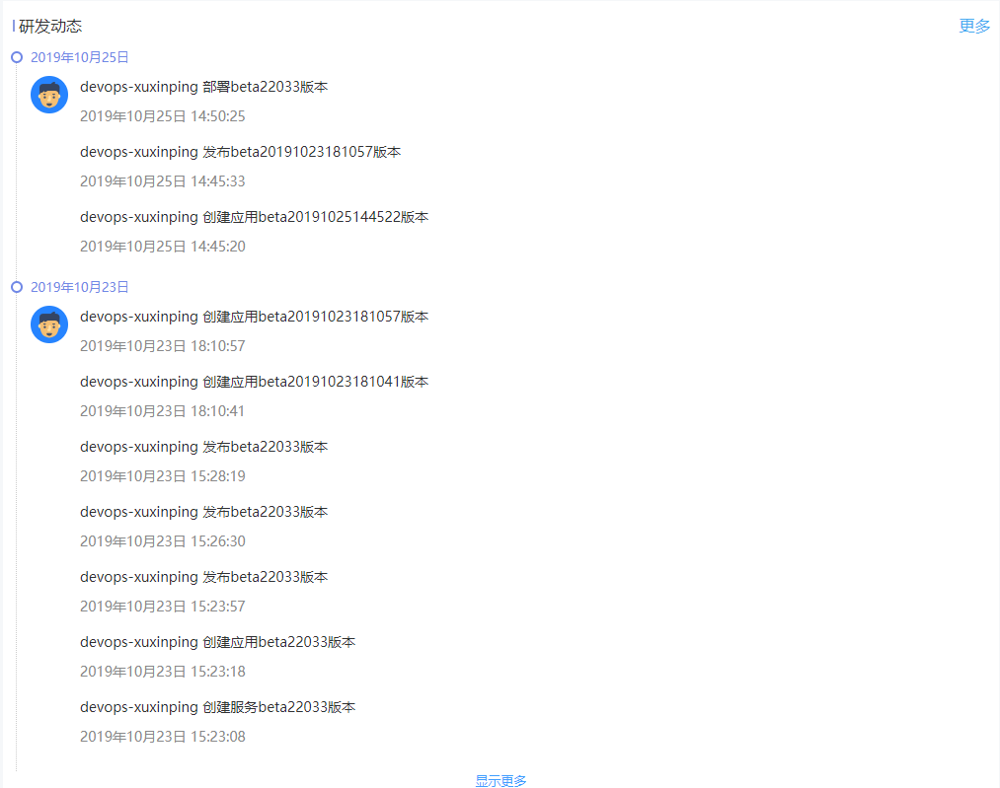 研发动态
更多
2019年10月25日
devops-xuxinping 部署beta22033版本
2019年10月25日 14:50:25
devops-xuxinping 发布beta20191023181057版本
2019年10月25日 14:45:33
devops-xuxinping 创建应用beta20191025144522版本
2019年10月25日 14:45:20
2019年10月23日
devops-xuxinping 创建应用beta20191023181057版本
2019年10月23日 18:10:57
devops-xuxinping 创建应用beta20191023181041版本
2019年10月23日 18:10:41
devops-xuxinping 发布beta22033版本
2019年10月23日 15:28:19
devops-xuxinping 发布beta22033版本
2019年10月23日 15:26:30
devops-xuxinping 发布beta22033版本
2019年10月23日 15:23:57
devops-xuxinping 创建应用beta22033版本
2019年10月23日 15:23:18
devops-xuxinping 创建服务beta22033版本
2019年10月23日 15:23:08
显示更多